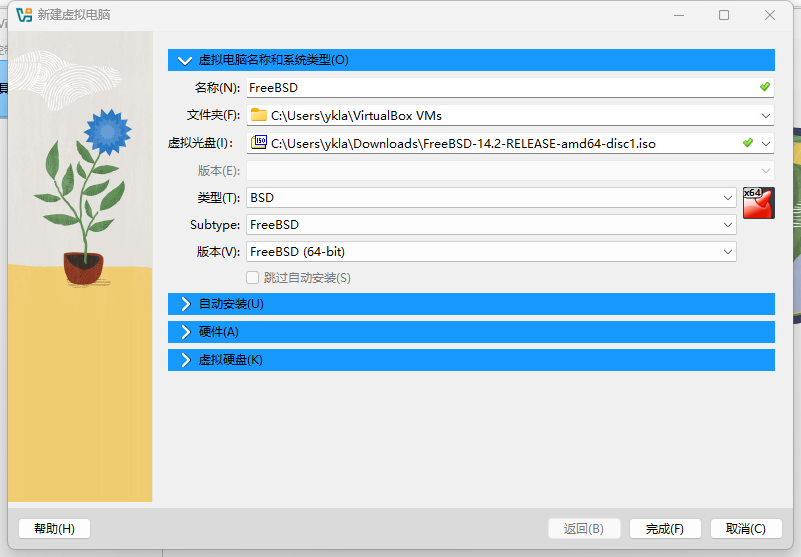 新建虚拟电脑
虚拟电脑名称和系统类型(O)
名称(N): FreeBSD
文件夹(F): C:\Users\ykla\VirtualBox VMs
虚拟光盘(I): ISO C:\Users\ykla\Downloads\FreeBSD-14.2-RELEASE-amd64-disc1.iso
版本(E):
类型(T): BSD x64
Subtype: FreeBSD
版本(V): FreeBSD (64-bit)
跳过自动安装(S)
自动安装(U)
硬件(A)
虚拟硬盘(K)
帮助(H) 返回(B) 完成(F) 取消(C)